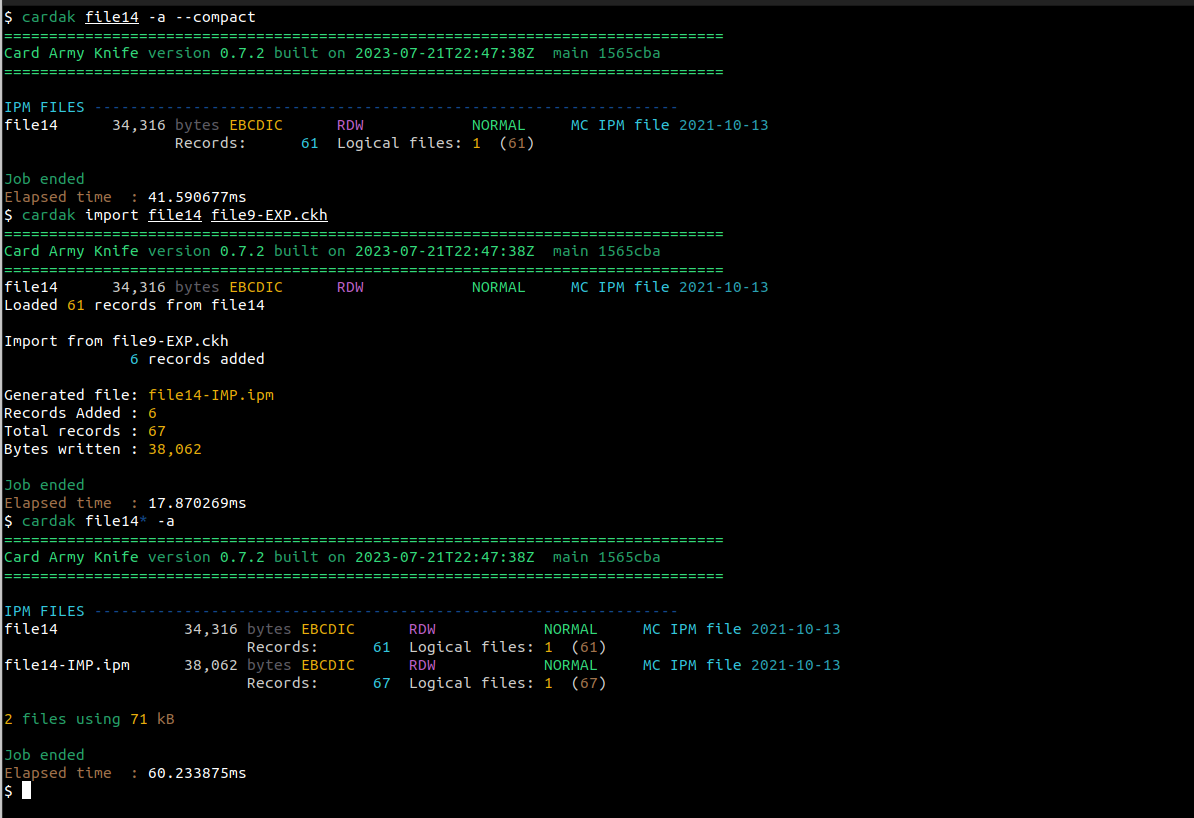 $ cardak file14 -a --compact
================================================================================
Card Army Knife version 0.7.2 built on 2023-07-21T22:47:38Z  main 1565cba
================================================================================
IPM FILES -----------------------------------------------------------------
file14      34,316 bytes EBCDIC      RDW            NORMAL     MC IPM file 2021-10-13
                   Records:      61  Logical files: 1  (61)
Job ended
Elapsed time  : 41.590677ms
$ cardak import file14 file9-EXP.ckh
================================================================================
Card Army Knife version 0.7.2 built on 2023-07-21T22:47:38Z  main 1565cba
================================================================================
file14      34,316 bytes EBCDIC      RDW            NORMAL     MC IPM file 2021-10-13
Loaded 61 records from file14
Import from file9-EXP.ckh
              6 records added
Generated file: file14-IMP.ipm
Records Added : 6
Total records : 67
Bytes written : 38,062
Job ended
Elapsed time  : 17.870269ms
$ cardak file14* -a
================================================================================
Card Army Knife version 0.7.2 built on 2023-07-21T22:47:38Z  main 1565cba
================================================================================
IPM FILES -----------------------------------------------------------------
file14              34,316 bytes EBCDIC      RDW            NORMAL     MC IPM file 2021-10-13
                           Records:      61  Logical files: 1  (61)
file14-IMP.ipm      38,062 bytes EBCDIC      RDW            NORMAL     MC IPM file 2021-10-13
                           Records:      67  Logical files: 1  (67)
2 files using 71 kB
Job ended
Elapsed time  : 60.233875ms
$